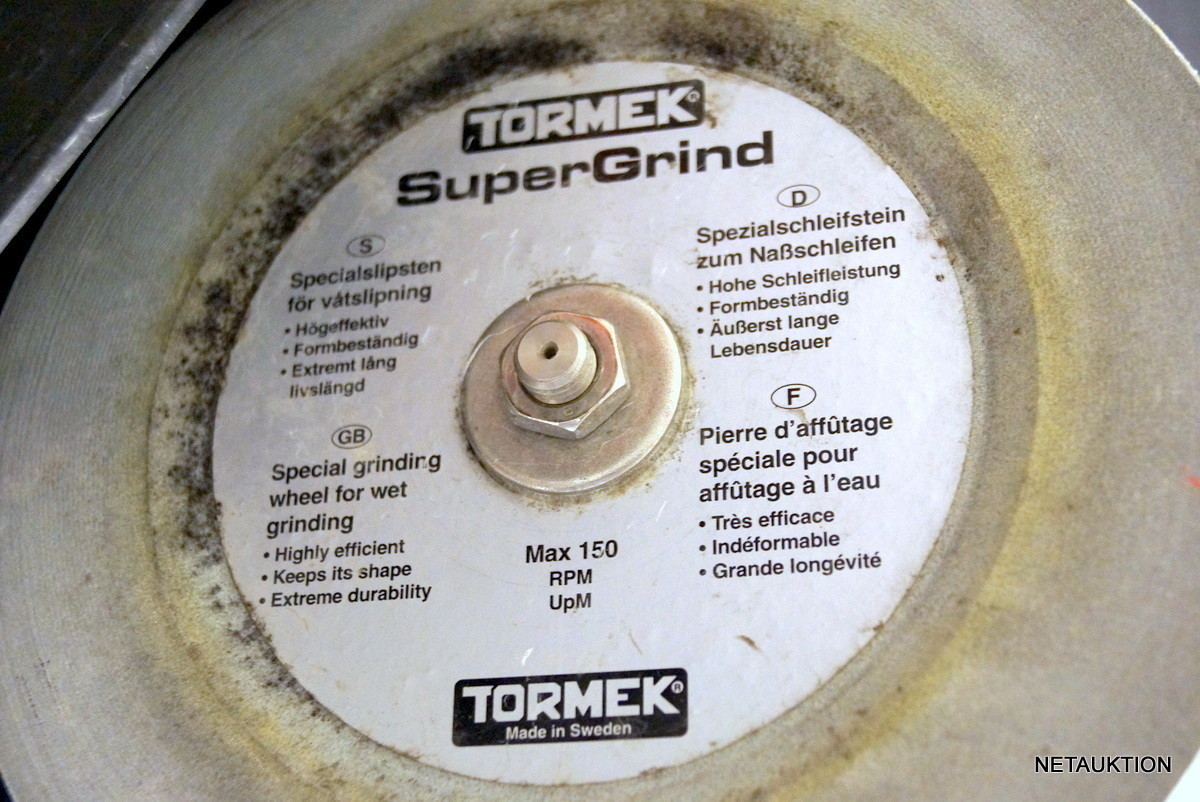 TORMEK®
SuperGrind
S
Specialslipsten
för våtslipning
• Högeffektiv
• Formbeständig
• Extremt lång
livslängd
D
Spezialschleifstein
zum Naßschleifen
• Hohe Schleifleistung
• Formbeständig
• Äußerst lange
Lebensdauer
GB
Special grinding
wheel for wet
grinding
• Highly efficient
• Keeps its shape
• Extreme durability
F
Pierre d'affûtage
spéciale pour
affûtage à l'eau
• Très efficace
• Indéformable
• Grande longévité
Max 150
RPM
UpM
TORMEK®
Made in Sweden
NETAUKTION